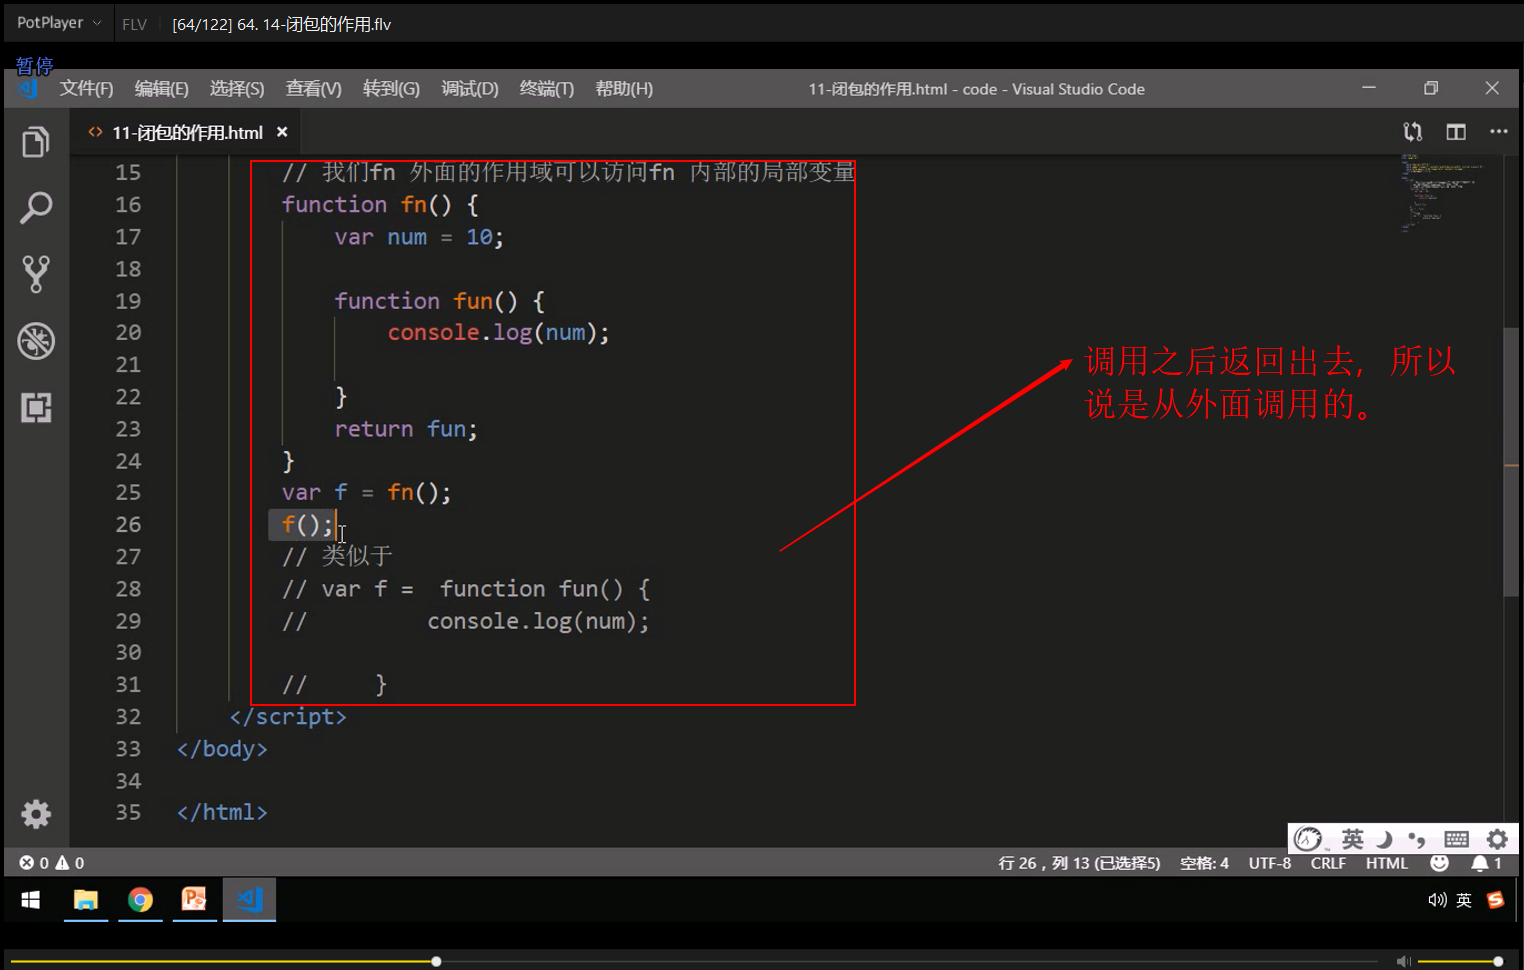 PotPlayer FLV [64/122] 64. 14-闭包的作用.flv
暂停
文件(F) 编辑(E) 选择(S) 查看(V) 转到(G) 调试(D) 终端(T) 帮助(H) 11-闭包的作用.html - code - Visual Studio Code
11-闭包的作用.html
15 // 我们fn 外面的作用域可以访问fn 内部的局部变量
16 function fn() {
17 var num = 10;
18
19 function fun() {
20 console.log(num);
21
22 }
23 return fun;
24 }
25 var f = fn();
26 f();
27 // 类似于
28 // var f =  function fun() {
29 // console.log(num);
30
31 // }
32 </script>
33 </body>
34
35 </html>
调用之后返回出去，所以
说是从外面调用的。
英
0 0 行 26，列 13 (已选择5) 空格: 4 UTF-8 CRLF HTML 1
英